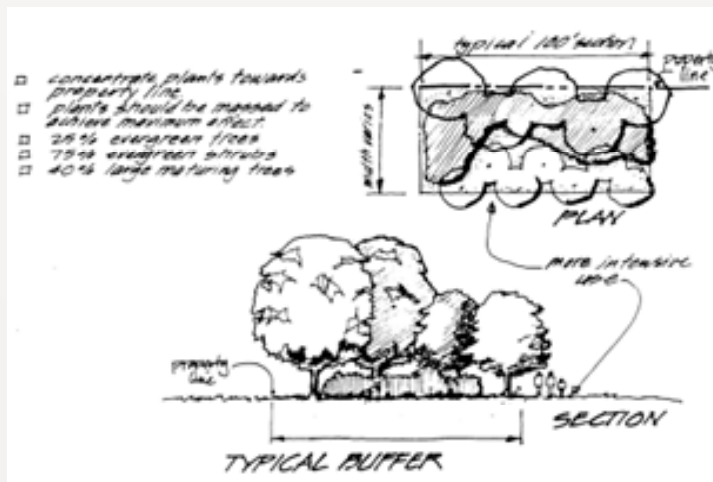 concentrate plants towards
property line.
plants should be massed to
achieve maximum effect.
25% evergreen trees
75% evergreen shrubs
40% large maturing trees
typical 100' section
property
line
width varies
PLAN
more intensive
use
property
line
SECTION
TYPICAL BUFFER